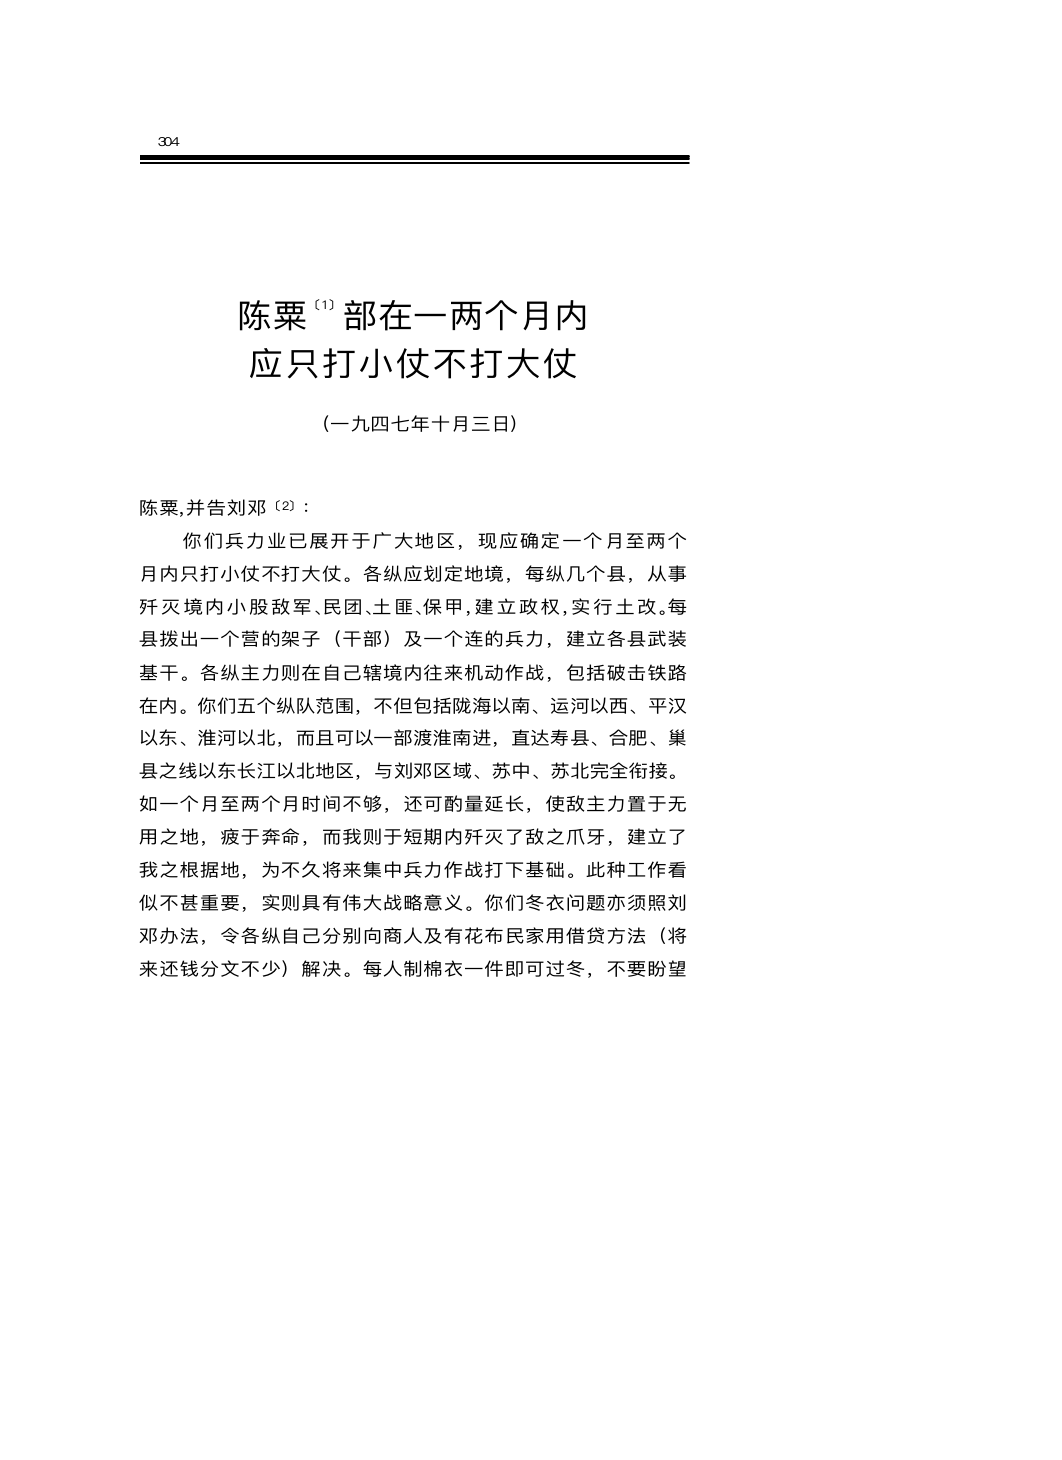 304
陈粟〔1〕部在一两个月内
应只打小仗不打大仗
(一九四七年十月三日)
陈粟,并告刘邓〔2〕:
你们兵力业已展开于广大地区，现应确定一个月至两个
月内只打小仗不打大仗。各纵应划定地境，每纵几个县，从事
歼灭境内小股敌军、民团、土匪、保甲,建立政权,实行土改。每
县拨出一个营的架子（干部）及一个连的兵力，建立各县武装
基干。各纵主力则在自己辖境内往来机动作战，包括破击铁路
在内。你们五个纵队范围，不但包括陇海以南、运河以西、平汉
以东、淮河以北，而且可以一部渡淮南进，直达寿县、合肥、巢
县之线以东长江以北地区，与刘邓区域、苏中、苏北完全衔接。
如一个月至两个月时间不够，还可酌量延长，使敌主力置于无
用之地，疲于奔命，而我则于短期内歼灭了敌之爪牙，建立了
我之根据地，为不久将来集中兵力作战打下基础。此种工作看
似不甚重要，实则具有伟大战略意义。你们冬衣问题亦须照刘
邓办法，令各纵自己分别向商人及有花布民家用借贷方法（将
来还钱分文不少）解决。每人制棉衣一件即可过冬，不要盼望